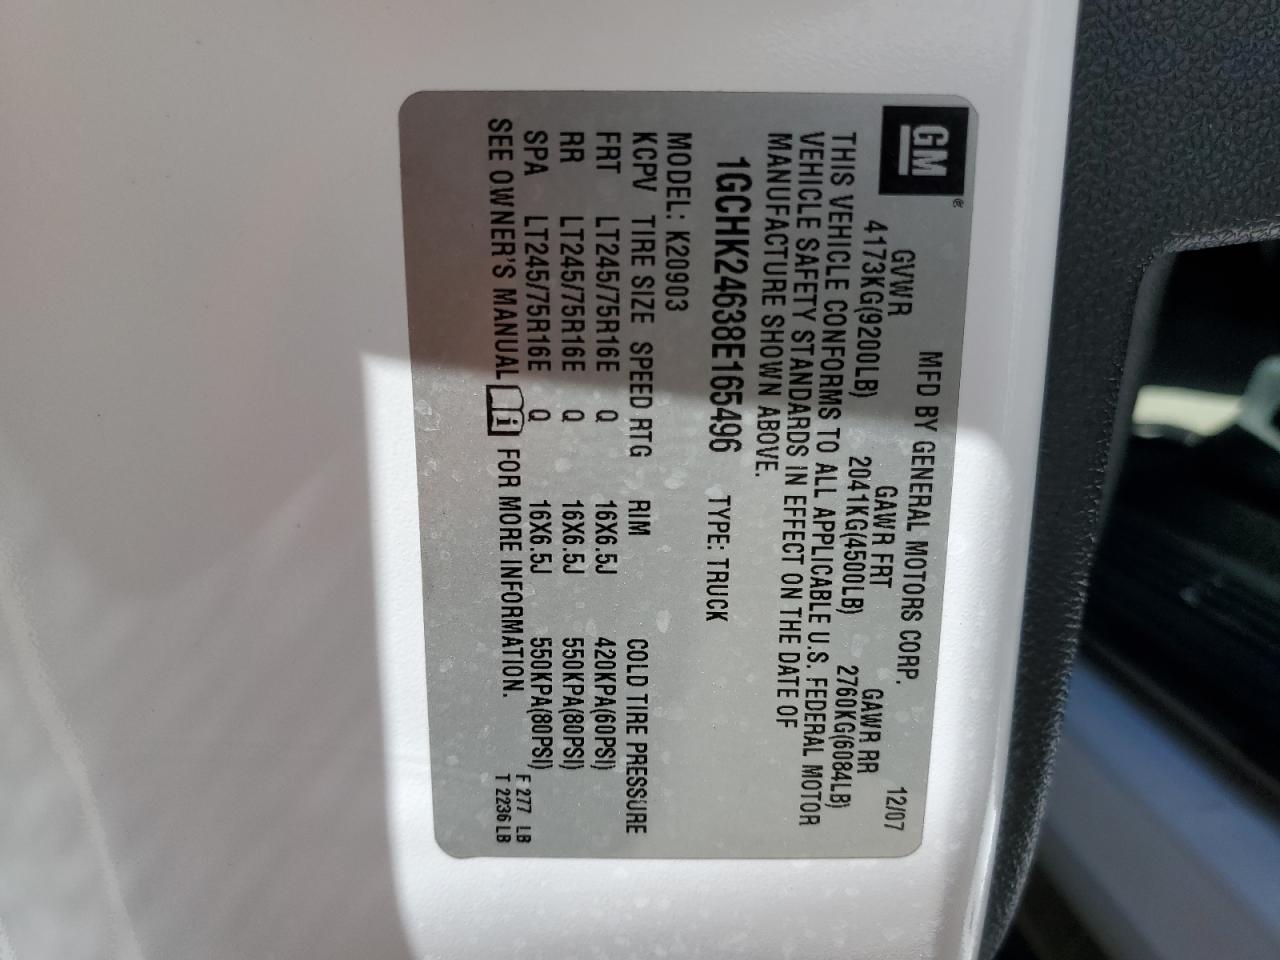 GM®
MFD BY GENERAL MOTORS CORP. 12/07
GVWR GAWR FRT GAWR RR
4173KG(9200LB) 2041KG(4500LB) 2760KG(6084LB)
THIS VEHICLE CONFORMS TO ALL APPLICABLE U.S. FEDERAL MOTOR
VEHICLE SAFETY STANDARDS IN EFFECT ON THE DATE OF
MANUFACTURE SHOWN ABOVE.
1GCHK24638E165496 TYPE: TRUCK
MODEL: K20903
KCPV TIRE SIZE SPEED RTG RIM COLD TIRE PRESSURE
FRT LT245/75R16E Q 16X6.5J 420KPA(60PSI)
RR LT245/75R16E Q 16X6.5J 550KPA(80PSI)
SPA LT245/75R16E Q 16X6.5J 550KPA(80PSI)
SEE OWNER'S MANUAL i FOR MORE INFORMATION.
F 277 LB
T 2236 LB